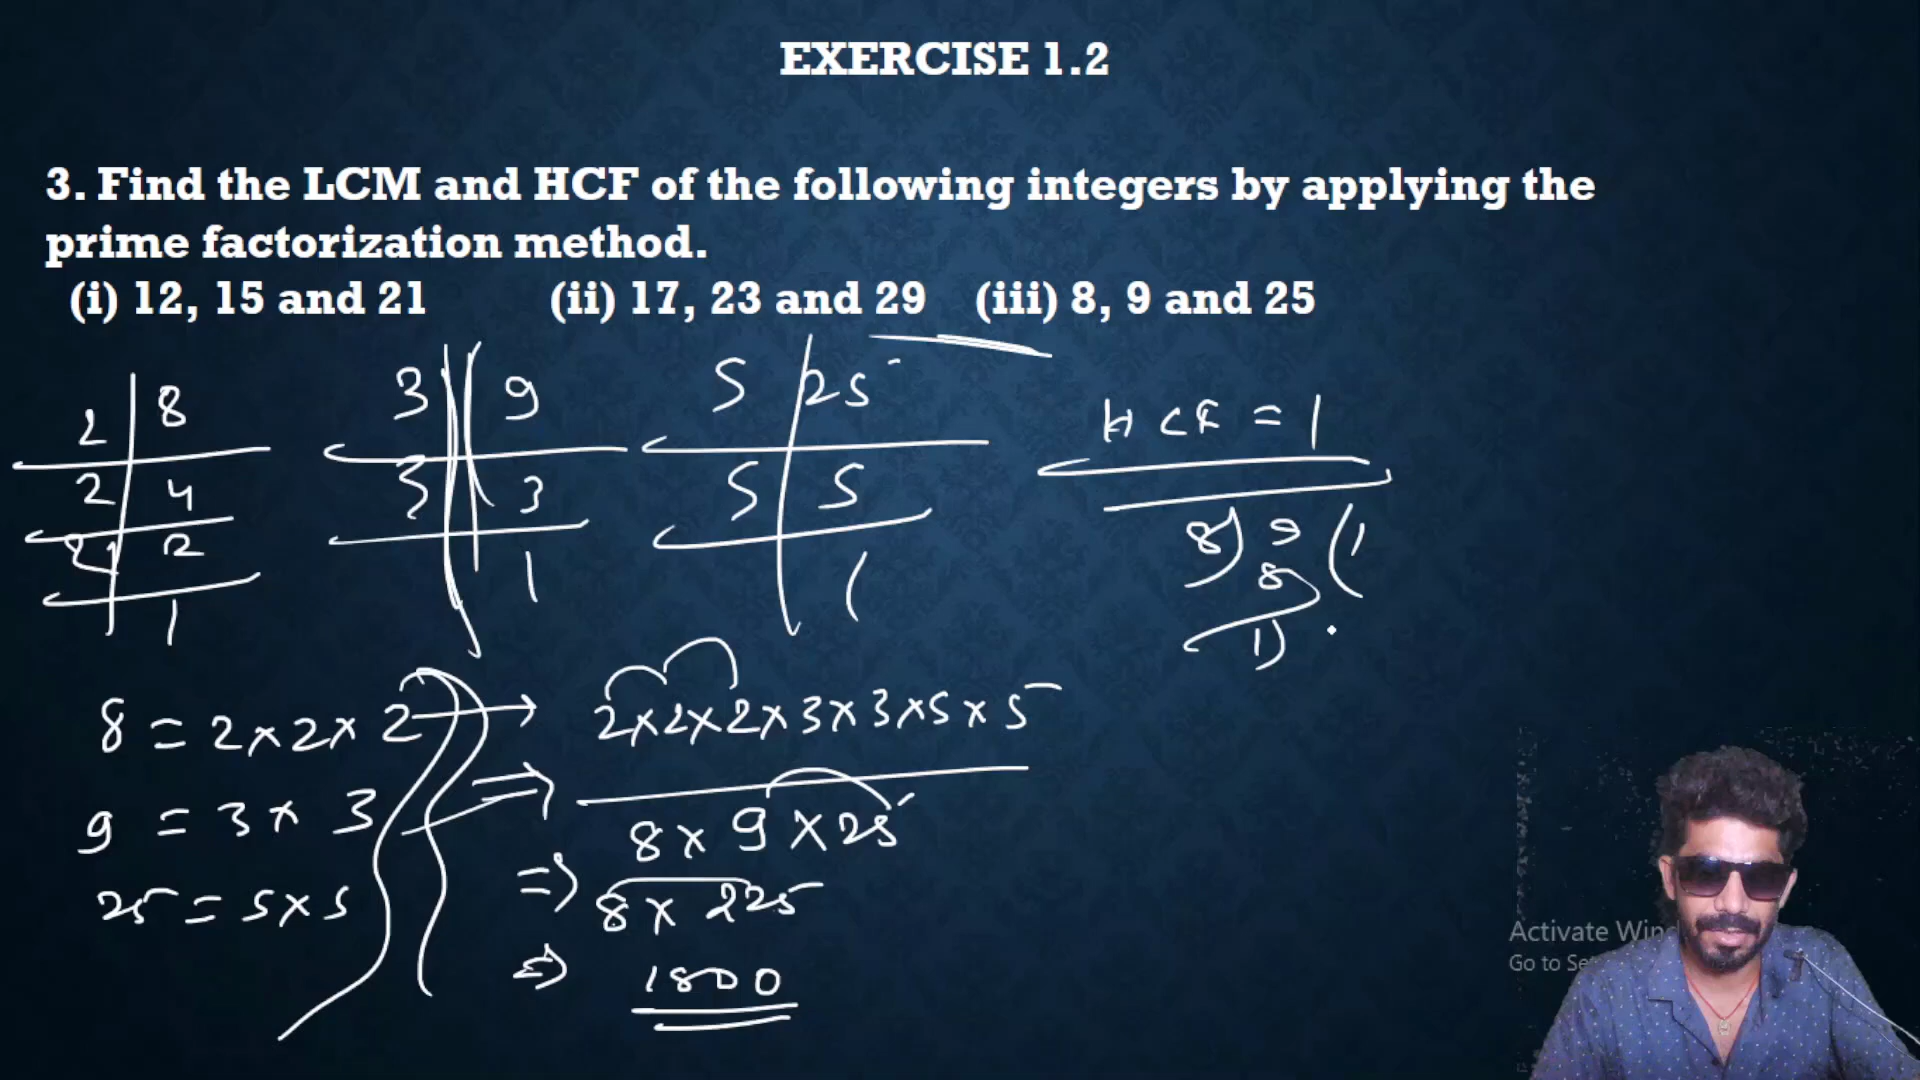 EXERCISE 1.2
3. Find the LCM and HCF of the following integers by applying the
prime factorization method.
(i) 12, 15 and 21 (ii) 17, 23 and 29 (iii) 8, 9 and 25
2 | 8
2 | 4
2 | 2
1
3 | 9
3 | 3
1
5 | 25
5 | 5
1
HCF = 1
8) 9 (1
8
1)
8 = 2 × 2 × 2
9 = 3 × 3
25 = 5 × 5
→ 2×2×2×3×3×5×5
⇒ 8 × 9 × 25
⇒ 8 × 225
⇒ 1800
Activate Win
Go to Se